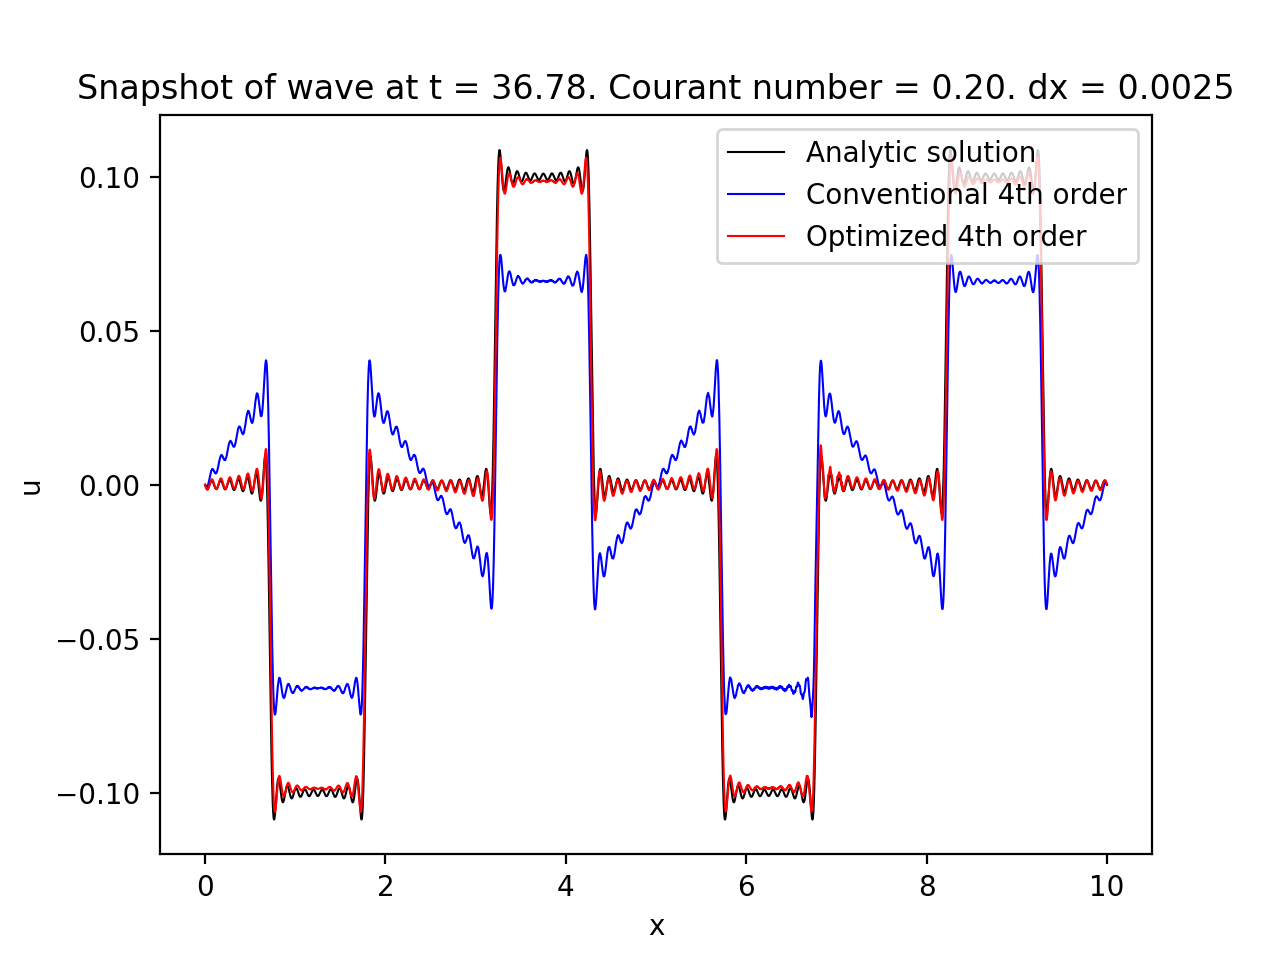 Snapshot of wave at t = 36.78. Courant number = 0.20. dx = 0.0025
Analytic solution
Conventional 4th order
Optimized 4th order
0.10
0.05
0.00
−0.05
−0.10
u
0 2 4 6 8 10
x